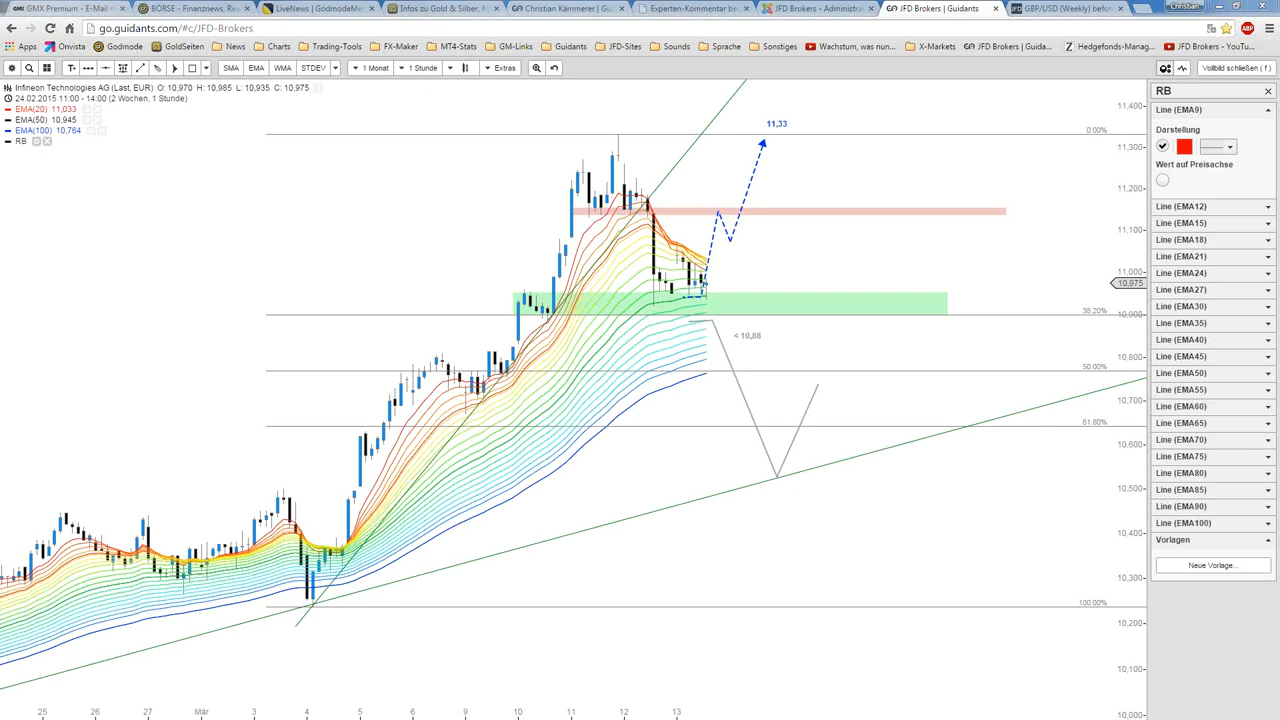 GMX Premium - E-Mail m
BÖRSE - Finanznews, Res
LiveNews | GodmodeMe
Infos zu Gold & Silber, M
Christian Kämmerer | Gui
Experten-Kommentar be
JFD Brokers - Administra
JFD Brokers | Guidants
GBP/USD (Weekly) befor
Christian
go.guidants.com/#c/JFD-Brokers
Apps Onvista Godmode GoldSeiten News Charts Trading-Tools FX-Maker MT4-Stats GM-Links Guidants JFD-Sites Sounds Sprache Sonstiges Wachstum, was nun... X-Markets JFD Brokers | Guida... Hedgefonds-Manag... JFD Brokers - YouTu...
SMA EMA WMA STDEV 1 Monat 1 Stunde Extras Vollbild schließen ( f )
Infineon Technologies AG (Last, EUR) O: 10,970 H: 10,985 L: 10,935 C: 10,975
24.02.2015 11:00 - 14:00 (2 Wochen, 1 Stunde)
EMA(20) 11,033
EMA(50) 10,945
EMA(100) 10,764
RB
11,33
< 10,88
0.00%
38.20%
50.00%
61.80%
100.00%
11,400
11,300
11,200
11,100
11,000
10,975
10,900
10,800
10,700
10,600
10,500
10,400
10,300
10,200
10,100
10,000
25 26 27 Mär 3 4 5 6 9 10 11 12 13
RB
Line (EMA9)
Darstellung
Wert auf Preisachse
Line (EMA12)
Line (EMA15)
Line (EMA18)
Line (EMA21)
Line (EMA24)
Line (EMA27)
Line (EMA30)
Line (EMA35)
Line (EMA40)
Line (EMA45)
Line (EMA50)
Line (EMA55)
Line (EMA60)
Line (EMA65)
Line (EMA70)
Line (EMA75)
Line (EMA80)
Line (EMA85)
Line (EMA90)
Line (EMA100)
Vorlagen
Neue Vorlage...